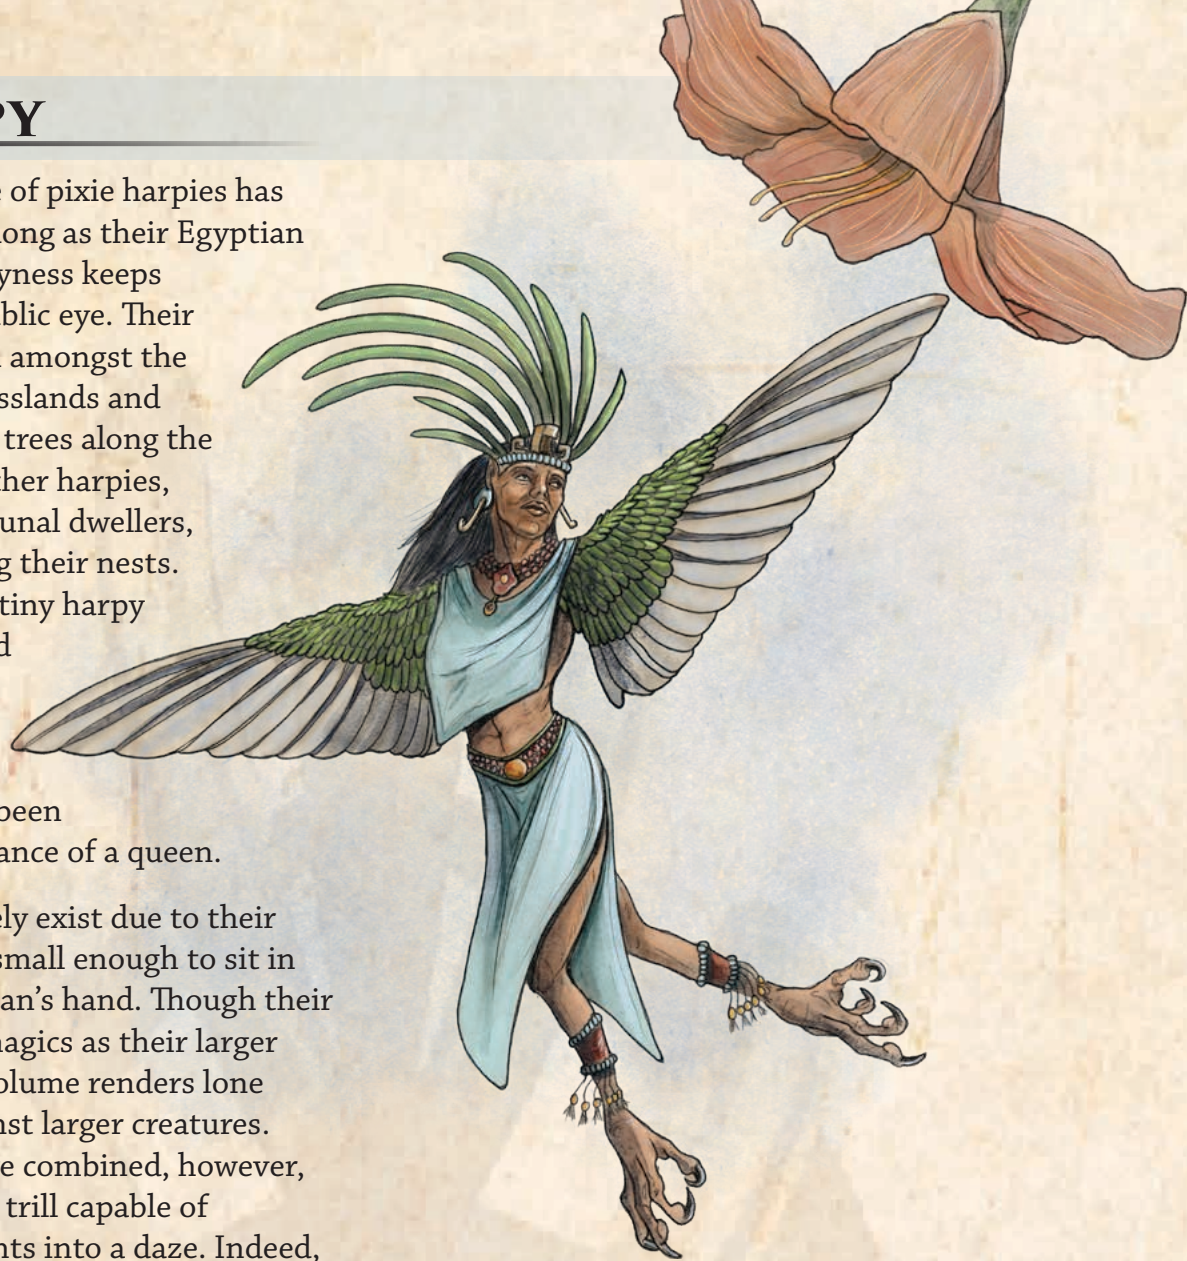 PY
e of pixie harpies has
long as their Egyptian
yness keeps
blic eye. Their
amongst the
sslands and
trees along the
ther harpies,
unal dwellers,
g their nests.
tiny harpy
d
been
ance of a queen.
ely exist due to their
small enough to sit in
an's hand. Though their
nagics as their larger
olume renders lone
nst larger creatures.
e combined, however,
trill capable of
nts into a daze. Indeed,